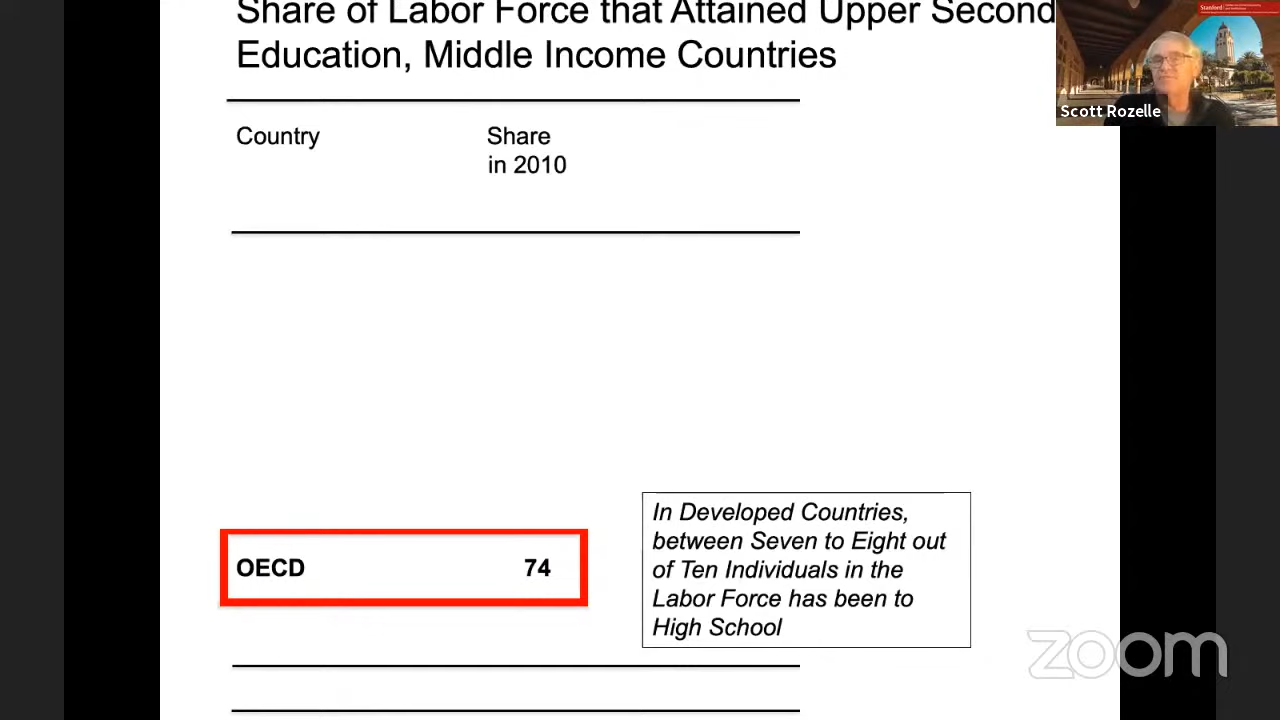 Share of Labor Force that Attained Upper Second
Education, Middle Income Countries
Stanford
Scott Rozelle
Country
Share
in 2010
OECD
74
In Developed Countries,
between Seven to Eight out
of Ten Individuals in the
Labor Force has been to
High School
zoom